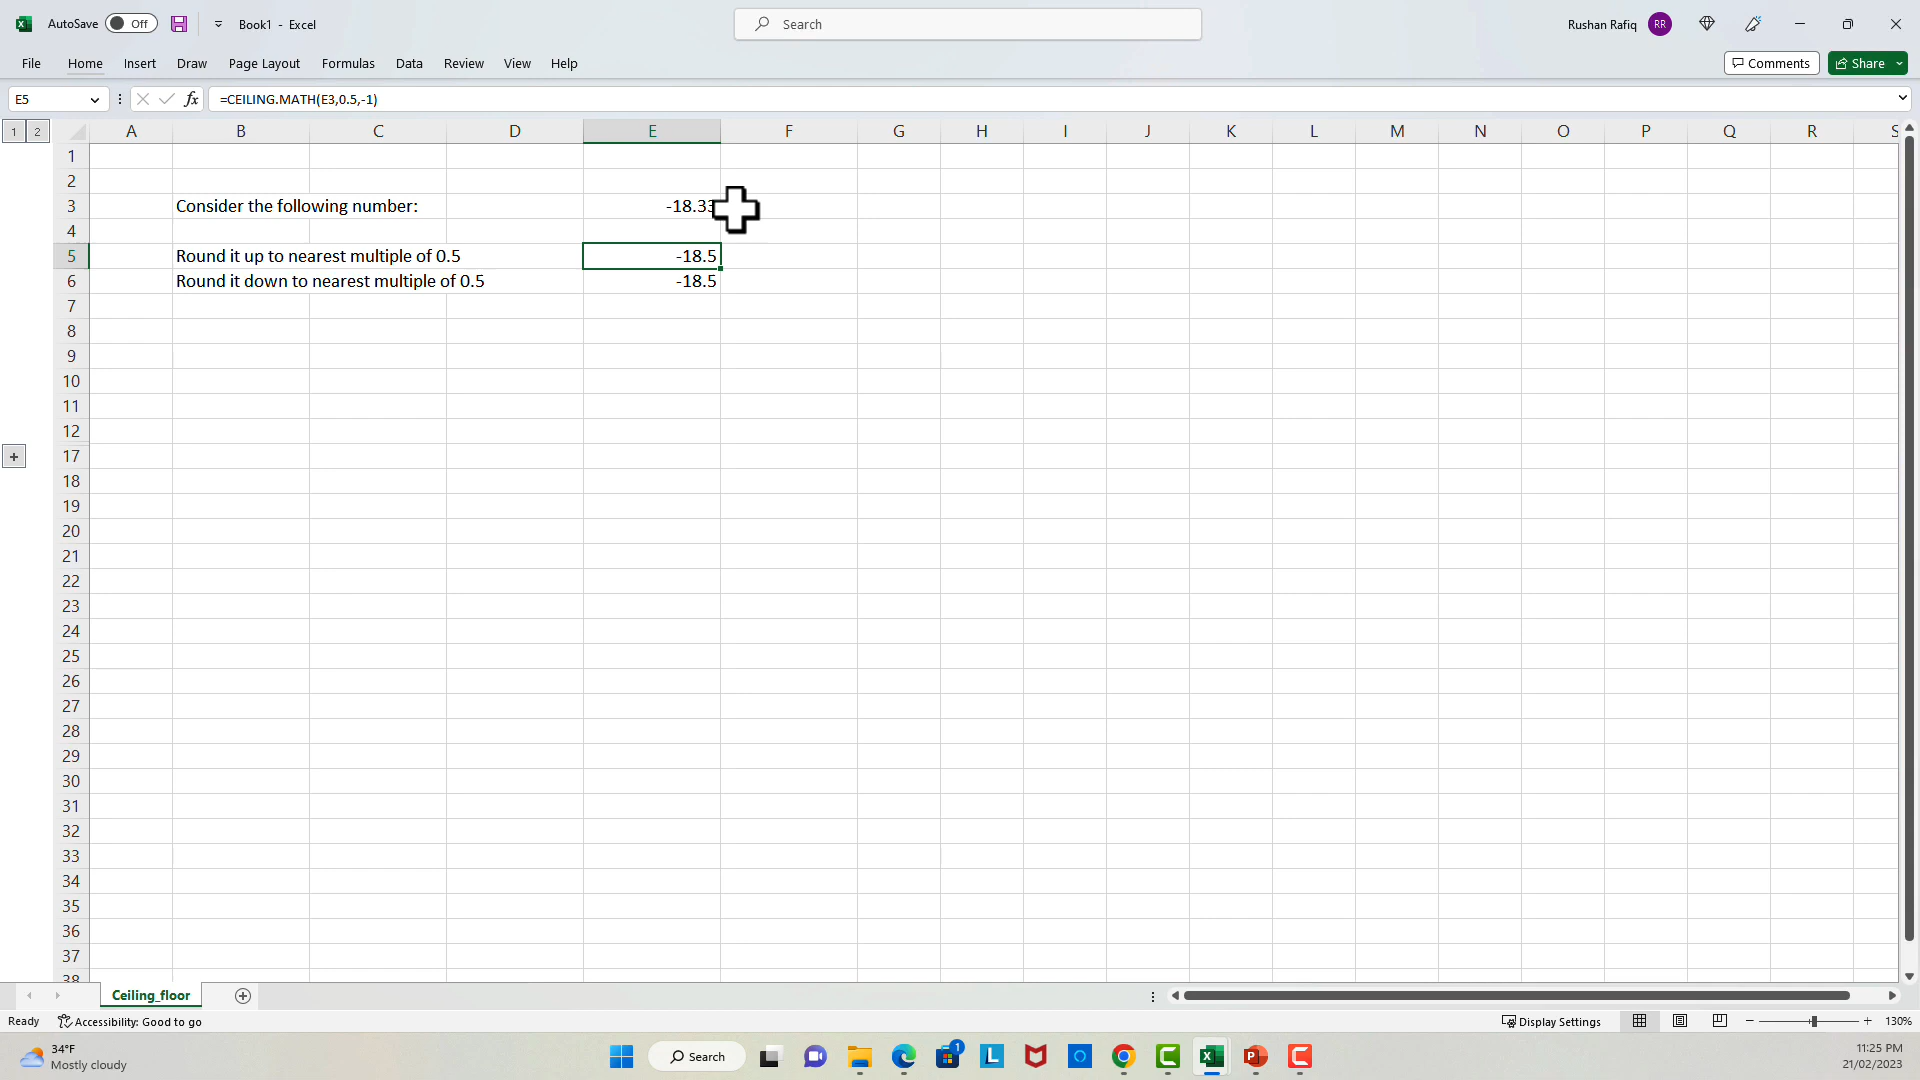 AutoSave Off Book1 - Excel Search Rushan Rafiq RR
File Home Insert Draw Page Layout Formulas Data Review View Help Comments Share
E5 fx =CEILING.MATH(E3,0.5,-1)
1 2 A B C D E F G H I J K L M N O P Q R S
1
2
3 Consider the following number: -18.33
4
5 Round it up to nearest multiple of 0.5 -18.5
6 Round it down to nearest multiple of 0.5 -18.5
7
8
9
10
11
12
17
18
19
20
21
22
23
24
25
26
27
28
29
30
31
32
33
34
35
36
37
38
Ceiling_floor
Ready Accessibility: Good to go Display Settings 130%
34°F
Mostly cloudy
Search
1
L
11:25 PM
21/02/2023